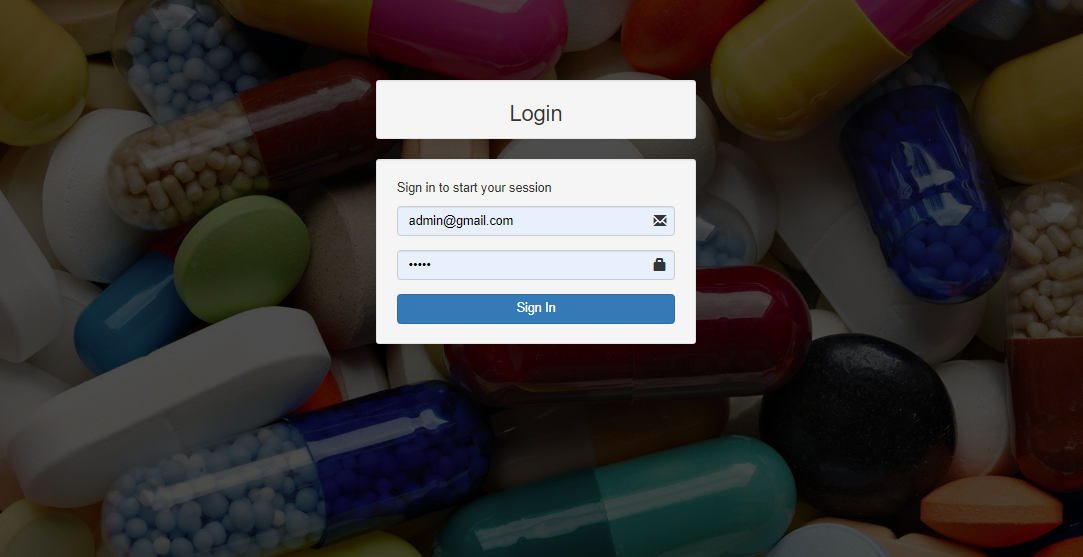 Login
Sign in to start your session
admin@gmail.com
•••••
Sign In